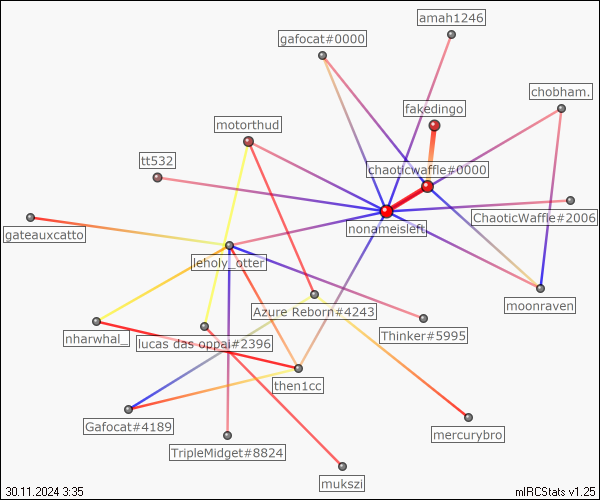 amah1246
gafocat#0000
chobham.
fakedingo
motorthud
tt532
chaoticwaffle#0000
ChaoticWaffle#2006
nonameisleft
gateauxcatto
leholy_otter
moonraven
Azure Reborn#4243
Thinker#5995
nharwhal_
lucas das oppai#2396
then1cc
Gafocat#4189
mercurybro
TripleMidget#8824
mukszi
30.11.2024 3:35
mIRCStats v1.25